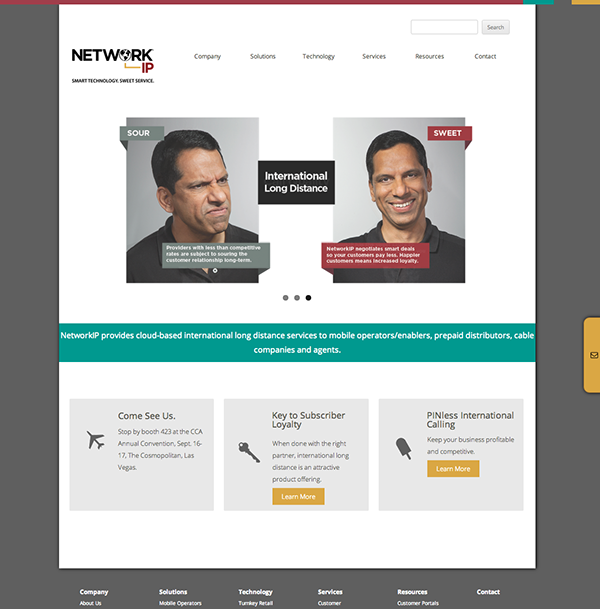 Search
NETWORK
IP
SMART TECHNOLOGY. SWEET SERVICE.
Company Solutions Technology Services Resources Contact
SOUR
SWEET
International
Long Distance
Providers with less than competitive
rates are subject to souring the
customer relationship long-term.
NetworkIP negotiates smart deals
so your customers pay less. Happier
customers means increased loyalty.
NetworkIP provides cloud-based international long distance services to mobile operators/enablers, prepaid distributors, cable
companies and agents.
Come See Us.
Stop by booth 423 at the CCA
Annual Convention, Sept. 16-
17, The Cosmopolitan, Las
Vegas.
Key to Subscriber
Loyalty
When done with the right
partner, international long
distance is an attractive
product offering.
Learn More
PINless International
Calling
Keep your business profitable
and competitive.
Learn More
Company Solutions Technology Services Resources Contact
About Us Mobile Operators Turnkey Retail Customer Customer Portals